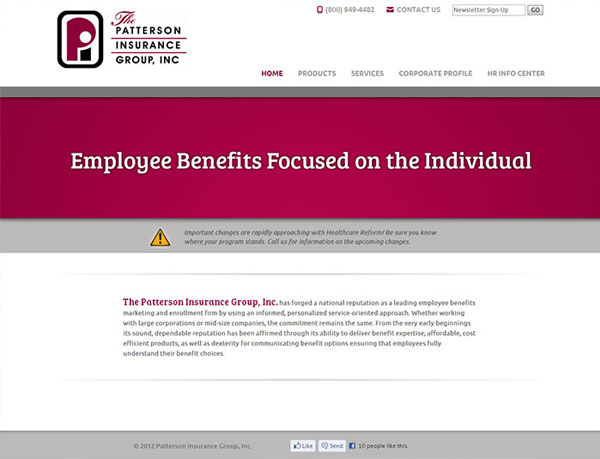 The
PATTERSON
INSURANCE
GROUP, INC
(800) 949-4482 CONTACT US Newsletter Sign-Up GO
HOME PRODUCTS SERVICES CORPORATE PROFILE HR INFO CENTER
Employee Benefits Focused on the Individual
Important changes are rapidly approaching with Healthcare Reform! Be sure you know
where your program stands. Call us for information on the upcoming changes.
The Patterson Insurance Group, Inc. has forged a national reputation as a leading employee benefits
marketing and enrollment firm by using an informed, personalized service-oriented approach. Whether working
with large corporations or mid-size companies, the commitment remains the same. From the very early beginnings
its sound, dependable reputation has been affirmed through its ability to deliver benefit expertise; affordable, cost
efficient products; as well as dexterity for communicating benefit options ensuring that employees fully
understand their benefit choices.
© 2012 Patterson Insurance Group, Inc. Like Send 10 people like this.